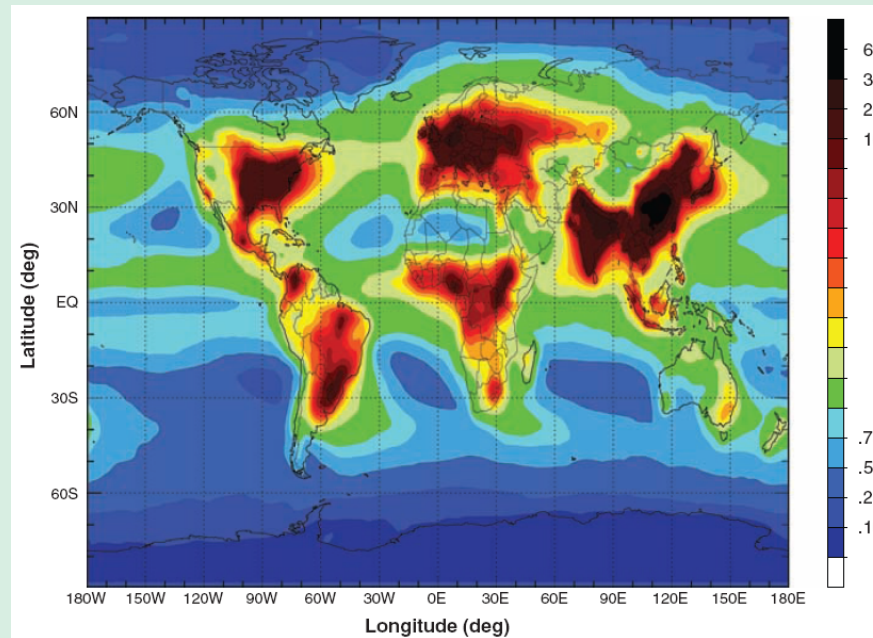 60N
30N
EQ
30S
60S
Latitude (deg)
180W 150W 120W 90W 60W 30W 0E 30E 60E 90E 120E 150E 180E
Longitude (deg)
6
3
2
1
.7
.5
.2
.1